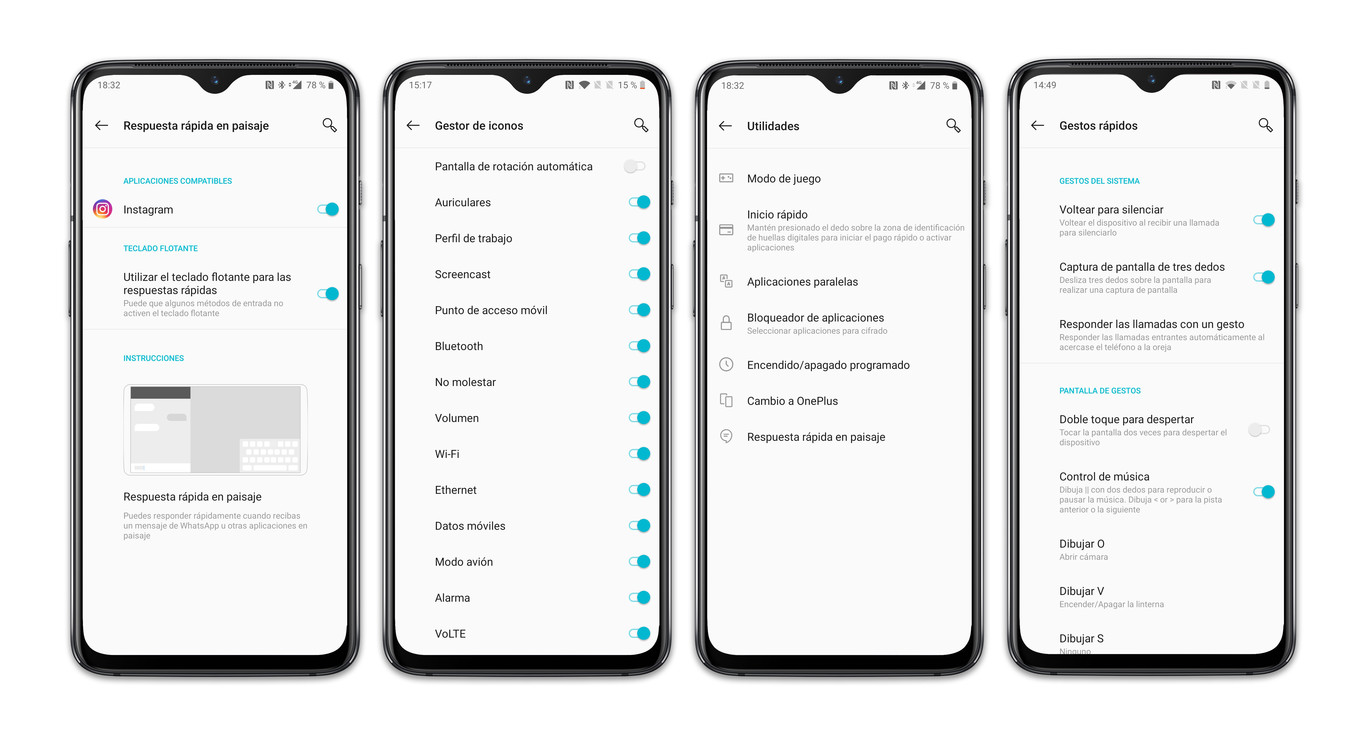 18:32
78 %
Respuesta rápida en paisaje
APLICACIONES COMPATIBLES
Instagram
TECLADO FLOTANTE
Utilizar el teclado flotante para las
respuestas rápidas
Puede que algunos métodos de entrada no
activen el teclado flotante
INSTRUCCIONES
Respuesta rápida en paisaje
Puedes responder rápidamente cuando recibas
un mensaje de WhatsApp u otras aplicaciones en
paisaje
15:17
15 %
Gestor de iconos
Pantalla de rotación automática
Auriculares
Perfil de trabajo
Screencast
Punto de acceso móvil
Bluetooth
No molestar
Volumen
Wi-Fi
Ethernet
Datos móviles
Modo avión
Alarma
VoLTE
18:32
78 %
Utilidades
Modo de juego
Inicio rápido
Mantén presionado el dedo sobre la zona de identificación
de huellas digitales para iniciar el pago rápido o activar
aplicaciones
Aplicaciones paralelas
Bloqueador de aplicaciones
Seleccionar aplicaciones para cifrado
Encendido/apagado programado
Cambio a OnePlus
Respuesta rápida en paisaje
14:49
Gestos rápidos
GESTOS DEL SISTEMA
Voltear para silenciar
Voltear el dispositivo al recibir una llamada
para silenciarlo
Captura de pantalla de tres dedos
Desliza tres dedos sobre la pantalla para
realizar una captura de pantalla
Responder las llamadas con un gesto
Responder las llamadas entrantes automáticamente al
acercase el teléfono a la oreja
PANTALLA DE GESTOS
Doble toque para despertar
Tocar la pantalla dos veces para despertar el
dispositivo
Control de música
Dibuja || con dos dedos para reproducir o
pausar la música. Dibuja < or > para la pista
anterior o la siguiente
Dibujar O
Abrir cámara
Dibujar V
Encender/Apagar la linterna
Dibujar S
Ninguno